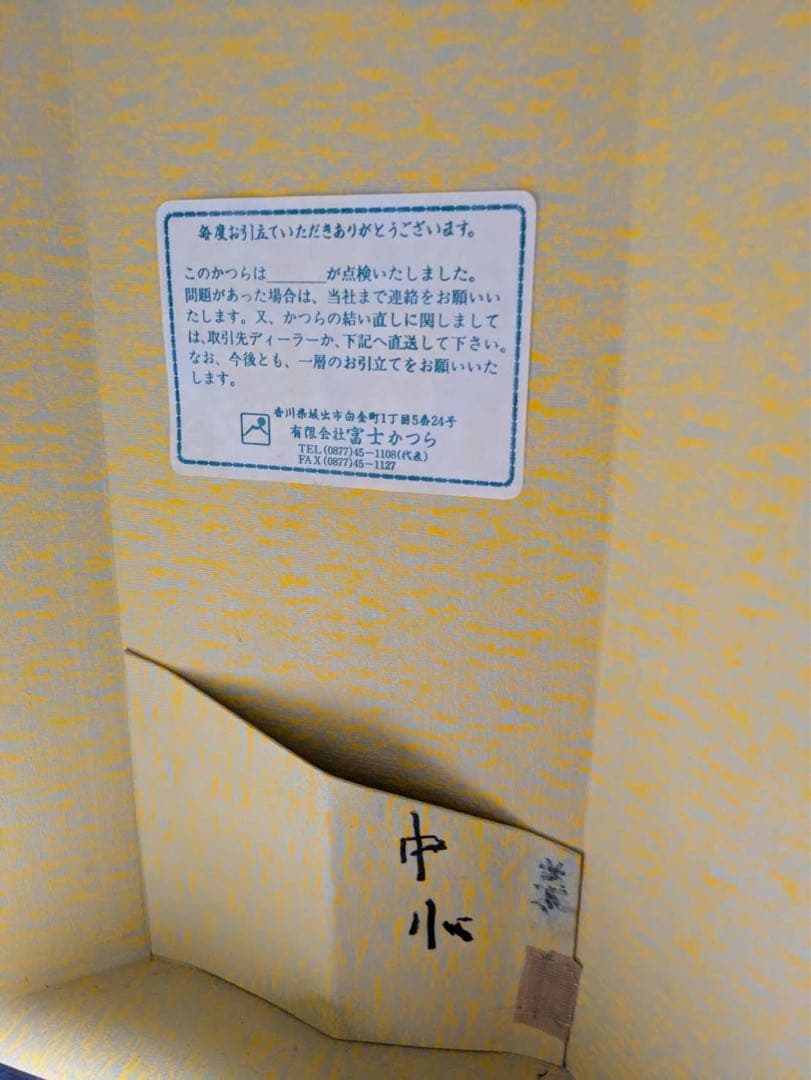 毎度お引立ていただきありがとうございます。
このかつらは______が点検いたしました。
問題があった場合は、当社まで連絡をお願いい
たします。又、かつらの結い直しに関しまして
は、取引先ディーラーか、下記へ直送して下さい。
なお、今後とも、一層のお引立てをお願いいた
します。
香川県坂出市白金町1丁目5番24号
有限会社富士かつら
TEL(0877)45-1108(代表)
FAX(0877)45-1127
中
小